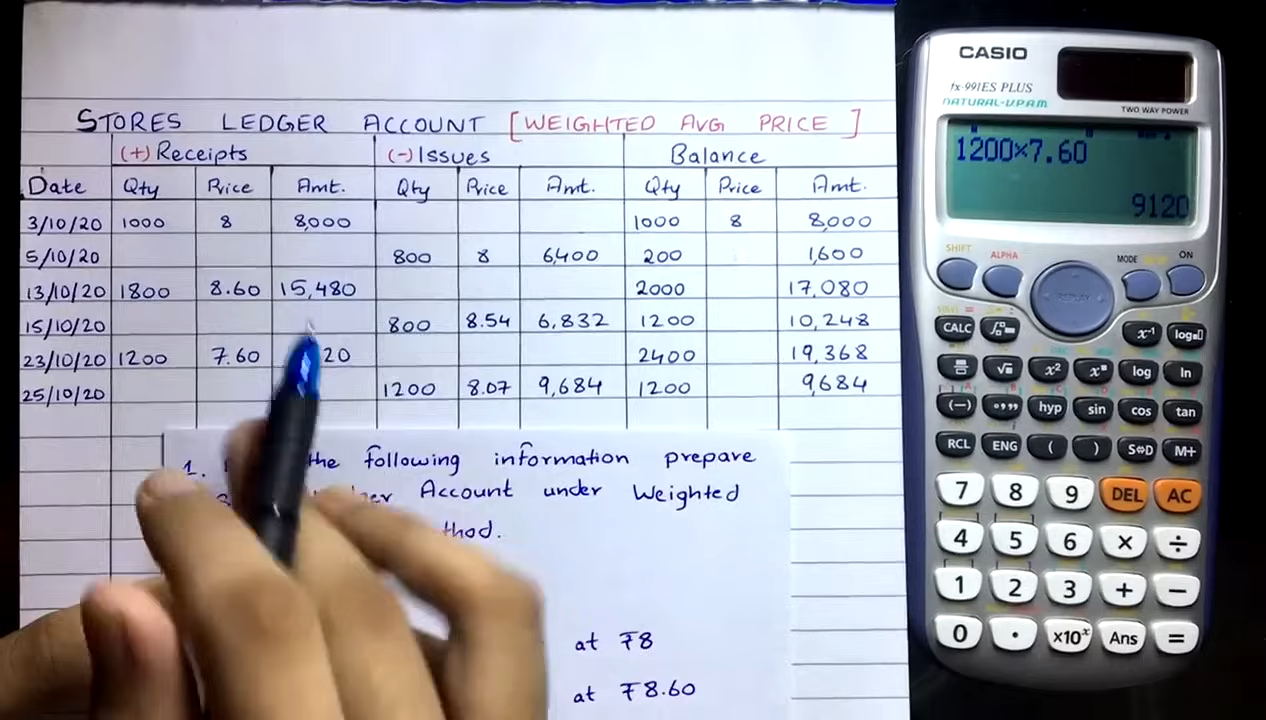 STORES LEDGER ACCOUNT [WEIGHTED AVG PRICE]
(+) Receipts (-) Issues Balance
Date Qty Price Amt. Qty Price Amt. Qty Price Amt.
3/10/20 1000 8 8,000 1000 8 8,000
5/10/20 800 8 6,400 200 1,600
13/10/20 1800 8.60 15,480 2000 17,080
15/10/20 800 8.54 6,832 1200 10,248
23/10/20 1200 7.60 20 2400 19,368
25/10/20 1200 8.07 9,684 1200 9,684
1. the following information prepare
Account under Weighted
at ₹8
at ₹8.60
CASIO
fx-991ES PLUS
NATURAL-V.P.A.M.
TWO WAY POWER
1200×7.60
9120
SHIFT ALPHA MODE ON
REPLAY
CALC x⁻¹ log
√ x² log ln
(−) hyp sin cos tan
RCL ENG ( ) S⇔D M+
7 8 9 DEL AC
4 5 6 × ÷
1 2 3 + −
0 . ×10ˣ Ans =